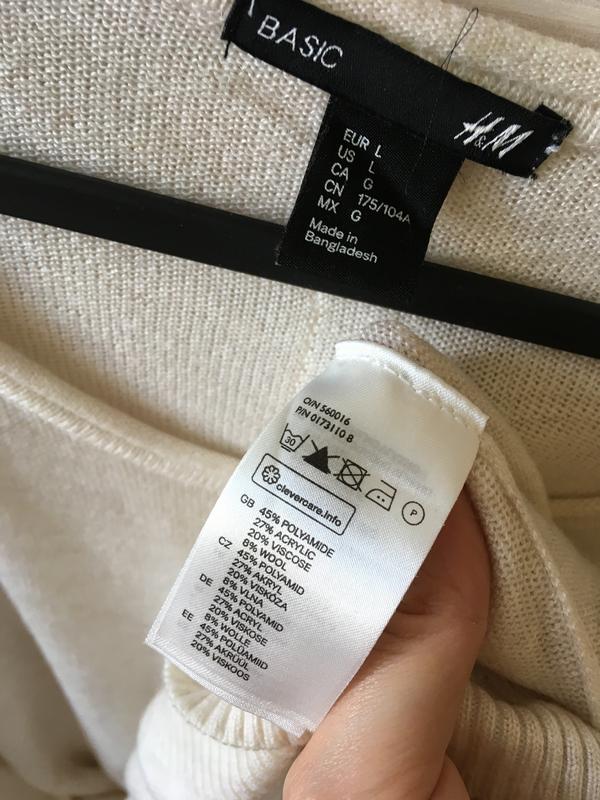 BASIC
H&M
EUR L
US L
CA G
CN 175/104A
MX G
Made in
Bangladesh
O/N 560016
P/N 0173110 8
30
P
clevercare.info
GB 45% POLYAMIDE
27% ACRYLIC
20% VISCOSE
8% WOOL
CZ 45% POLYAMID
27% AKRYL
20% VISKÓZA
8% VLNA
DE 45% POLYAMID
27% ACRYL
20% VISKOSE
8% WOLLE
EE 45% POLÜAMIID
27% AKRÜÜL
20% VISKOOS